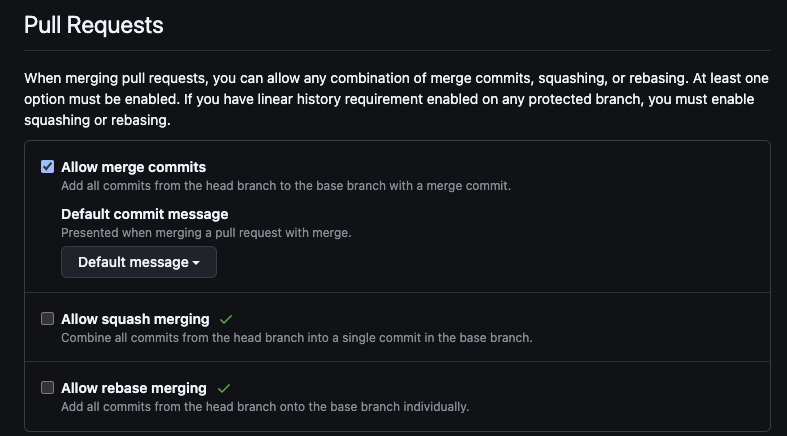 Pull Requests
When merging pull requests, you can allow any combination of merge commits, squashing, or rebasing. At least one
option must be enabled. If you have linear history requirement enabled on any protected branch, you must enable
squashing or rebasing.
Allow merge commits
Add all commits from the head branch to the base branch with a merge commit.
Default commit message
Presented when merging a pull request with merge.
Default message
Allow squash merging
Combine all commits from the head branch into a single commit in the base branch.
Allow rebase merging
Add all commits from the head branch onto the base branch individually.